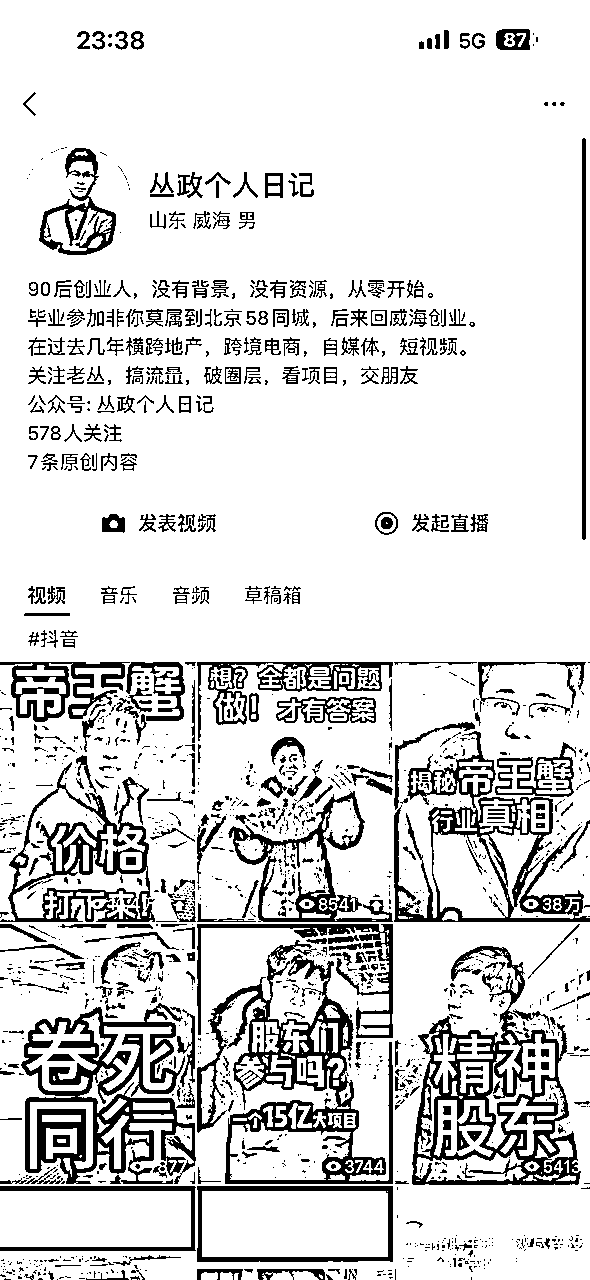 23:38
5G 87
丛政个人日记
山东 威海 男
90后创业人，没有背景，没有资源，从零开始。
毕业参加非你莫属到北京58同城，后来回威海创业。
在过去几年横跨地产，跨境电商，自媒体，短视频。
关注老丛，搞流量，破圈层，看项目，交朋友
公众号: 丛政个人日记
578人关注
7条原创内容
发表视频 发起直播
视频 音乐 音频 草稿箱
#抖音
帝王蟹
价格
打下来！
想？全都是问题
做！才有答案
8541
揭秘帝王蟹
行业真相
38万
卷死
同行
877
股东们！
参与吗？
一个15亿大项目
3744
精神
股东
5413